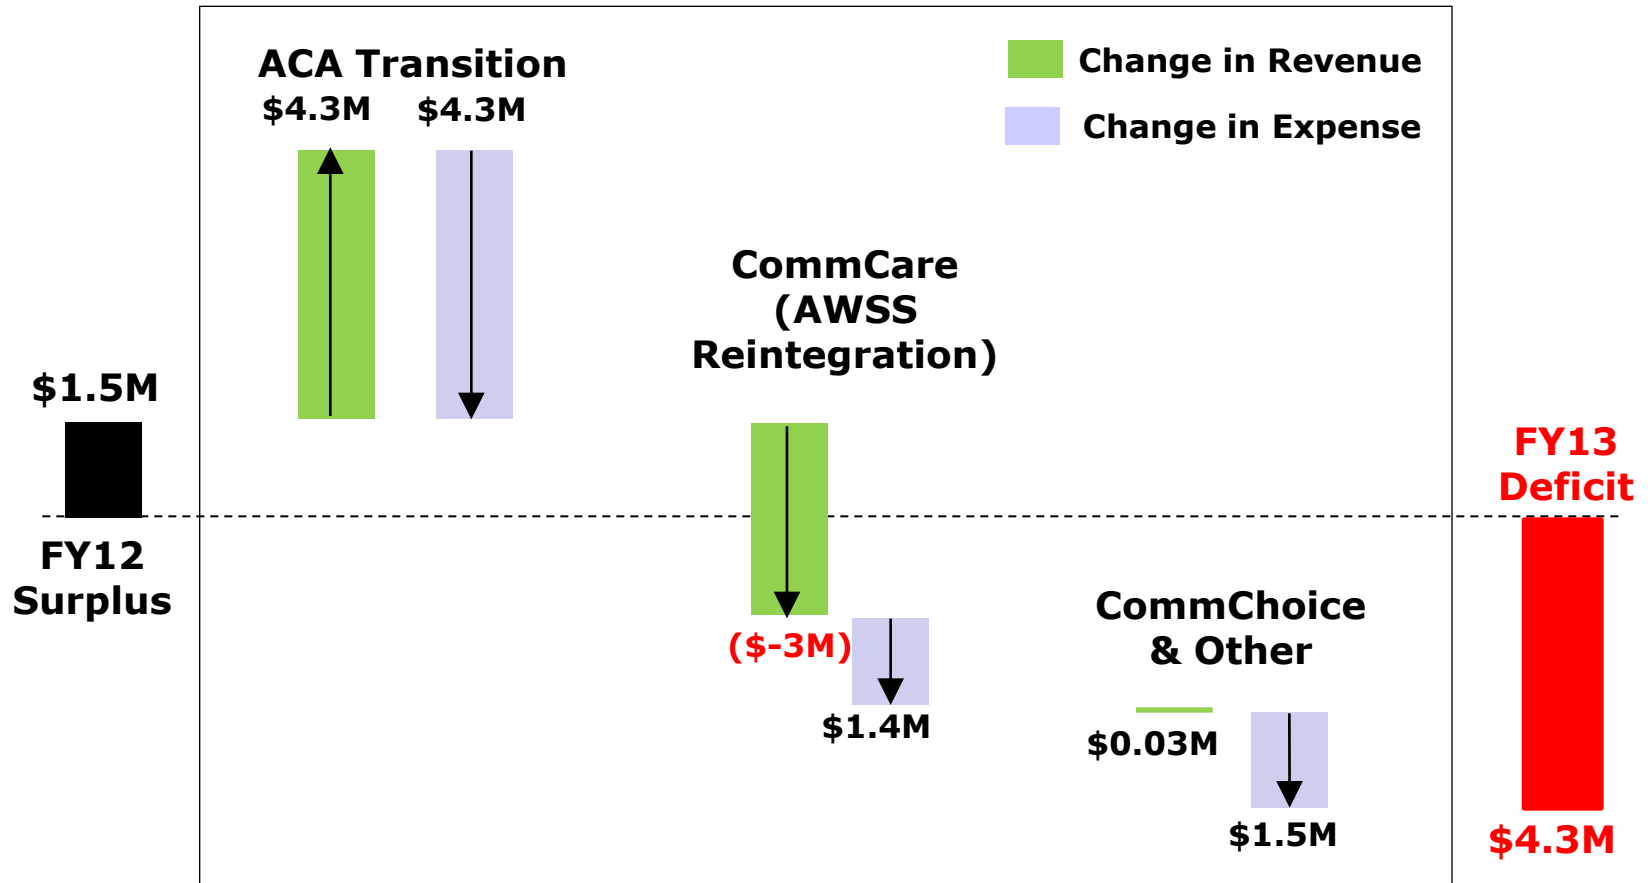 ACA Transition
$4.3M $4.3M
Change in Revenue
Change in Expense
CommCare
(AWSS
Reintegration)
$1.5M
FY12
Surplus
($-3M)
$1.4M
CommChoice
& Other
$0.03M
$1.5M
FY13
Deficit
$4.3M